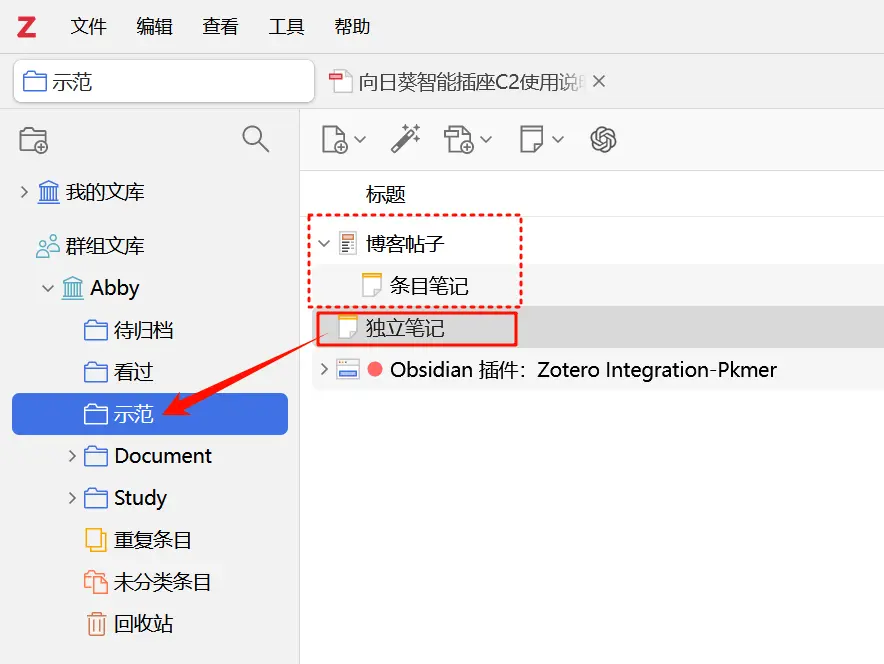 Z 文件 编辑 查看 工具 帮助
示范 向日葵智能插座C2使用说
我的文库
群组文库
Abby
待归档
看过
示范
Document
Study
重复条目
未分类条目
回收站
标题
博客帖子
条目笔记
独立笔记
Obsidian 插件：Zotero Integration-Pkmer